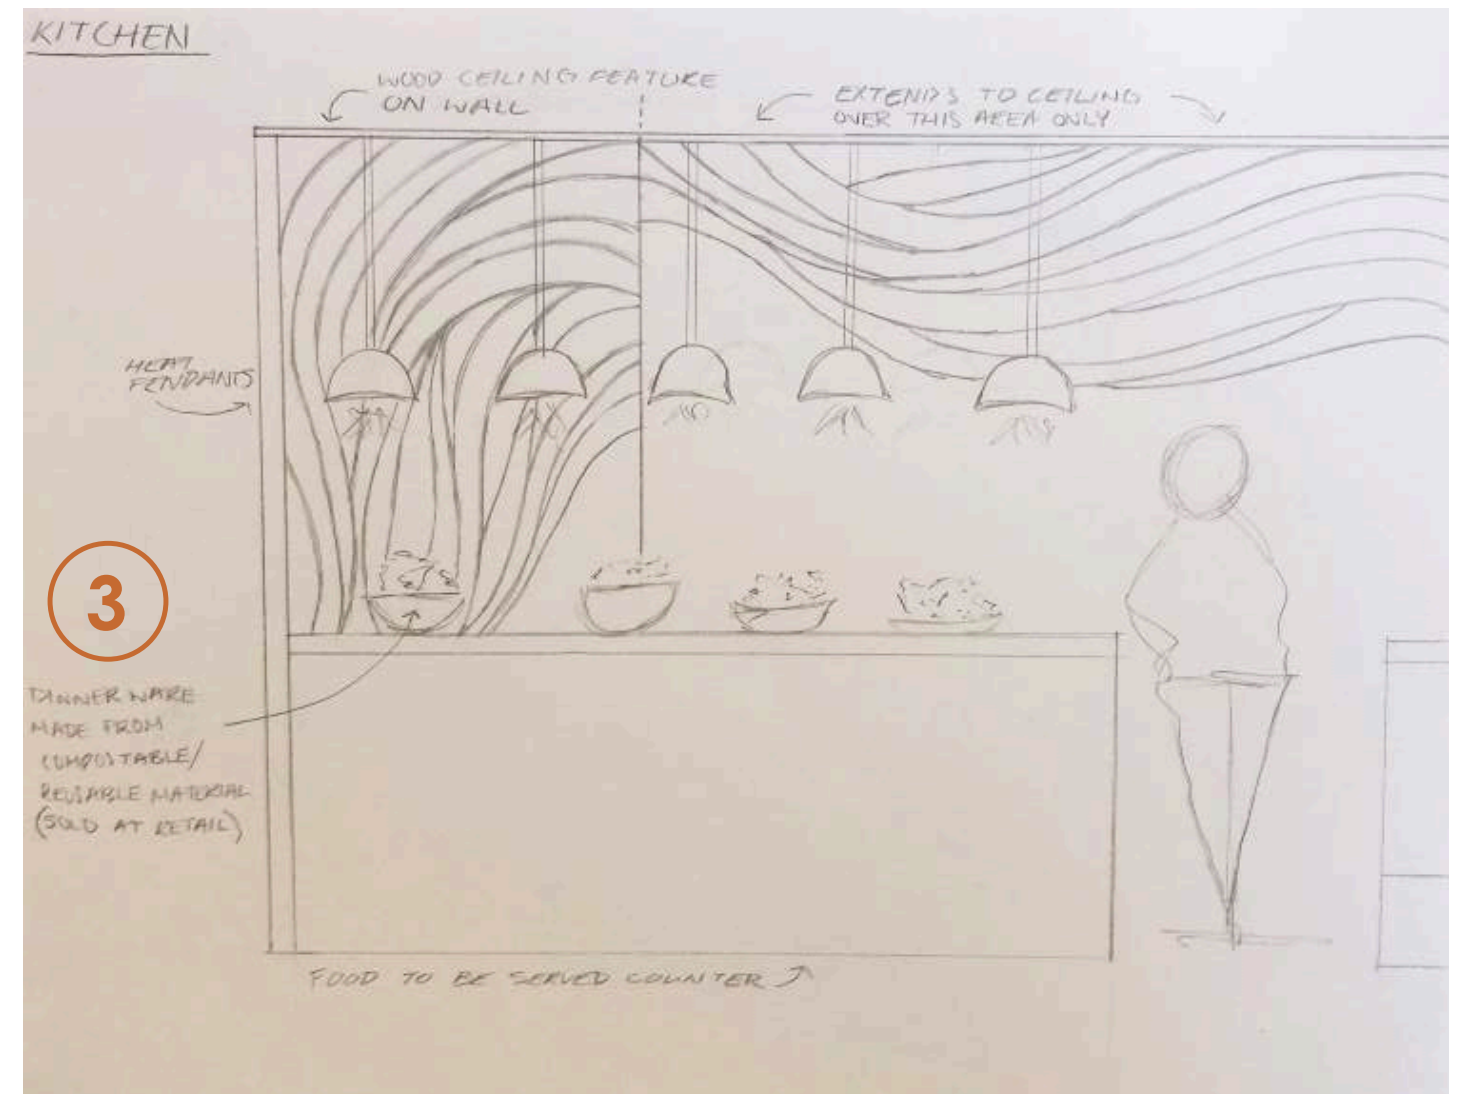 KITCHEN
WOOD CEILING FEATURE
ON WALL
EXTENDS TO CEILING
OVER THIS AREA ONLY
HEAT
PENDANTS
3
DINNER WARE
MADE FROM
COMPOSTABLE/
REUSABLE MATERIAL
(SOLD AT RETAIL)
FOOD TO BE SERVED COUNTER